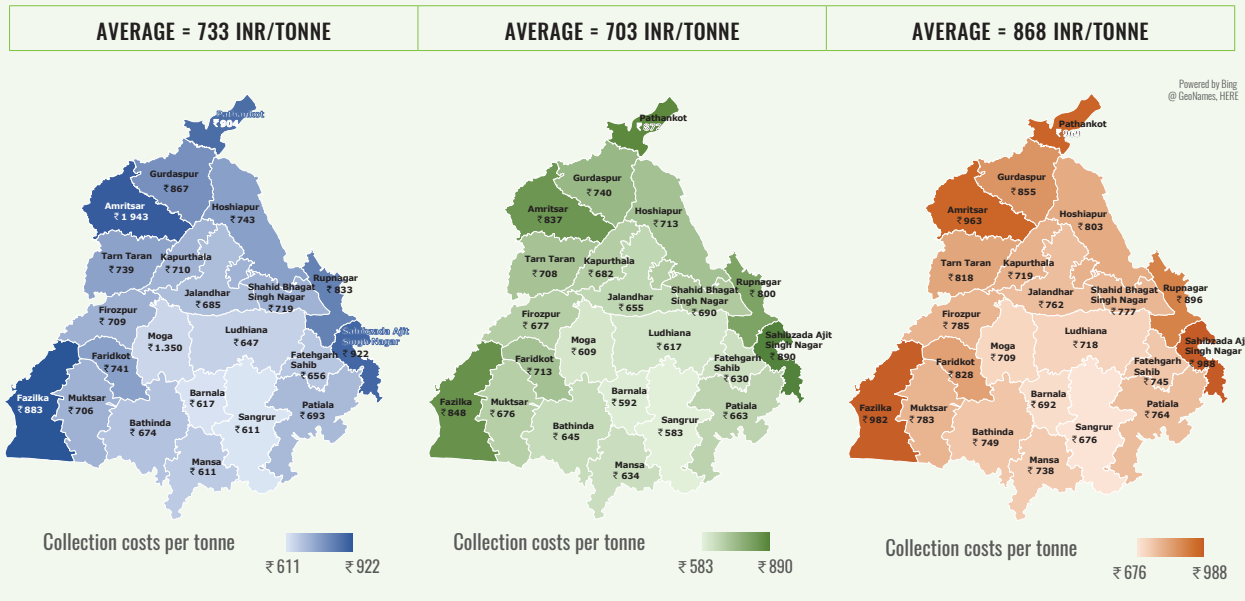 AVERAGE = 733 INR/TONNE
AVERAGE = 703 INR/TONNE
AVERAGE = 868 INR/TONNE
Powered by Bing
@ GeoNames, HERE
Pathankot
₹ 904
Gurdaspur
₹ 867
Amritsar
₹ 1 943
Hoshiapur
₹ 743
Tarn Taran
₹ 739
Kapurthala
₹ 710
Rupnagar
₹ 833
Jalandhar
₹ 685
Shahid Bhagat
Singh Nagar
₹ 719
Firozpur
₹ 709
Moga
₹ 1.350
Ludhiana
₹ 647
Sahibzada Ajit
Singh Nagar
₹ 922
Faridkot
₹ 741
Fatehgarh
Sahib
₹ 656
Fazilka
₹ 883
Muktsar
₹ 706
Barnala
₹ 617
Patiala
₹ 693
Bathinda
₹ 674
Sangrur
₹ 611
Mansa
₹ 611
Collection costs per tonne
₹ 611
₹ 922
Pathankot
Gurdaspur
₹ 740
Amritsar
₹ 837
Hoshiapur
₹ 713
Tarn Taran
₹ 708
Kapurthala
₹ 682
Rupnagar
₹ 800
Jalandhar
₹ 655
Shahid Bhagat
Singh Nagar
₹ 690
Firozpur
₹ 677
Moga
₹ 609
Ludhiana
₹ 617
Sahibzada Ajit
Singh Nagar
₹ 890
Faridkot
₹ 713
Fatehgarh
Sahib
₹ 630
Fazilka
₹ 848
Muktsar
₹ 676
Barnala
₹ 592
Patiala
₹ 663
Bathinda
₹ 645
Sangrur
₹ 583
Mansa
₹ 634
Collection costs per tonne
₹ 583
₹ 890
Pathankot
Gurdaspur
₹ 855
Amritsar
₹ 963
Hoshiapur
₹ 803
Tarn Taran
₹ 818
Kapurthala
₹ 719
Rupnagar
₹ 896
Jalandhar
₹ 762
Shahid Bhagat
Singh Nagar
₹ 777
Firozpur
₹ 785
Moga
₹ 709
Ludhiana
₹ 718
Sahibzada Aj
Singh Nagar
₹ 988
Faridkot
₹ 828
Fatehgarh
Sahib
₹ 745
Fazilka
₹ 982
Muktsar
₹ 783
Barnala
₹ 692
Patiala
₹ 764
Bathinda
₹ 749
Sangrur
₹ 676
Mansa
₹ 738
Collection costs per tonne
₹ 676
₹ 988